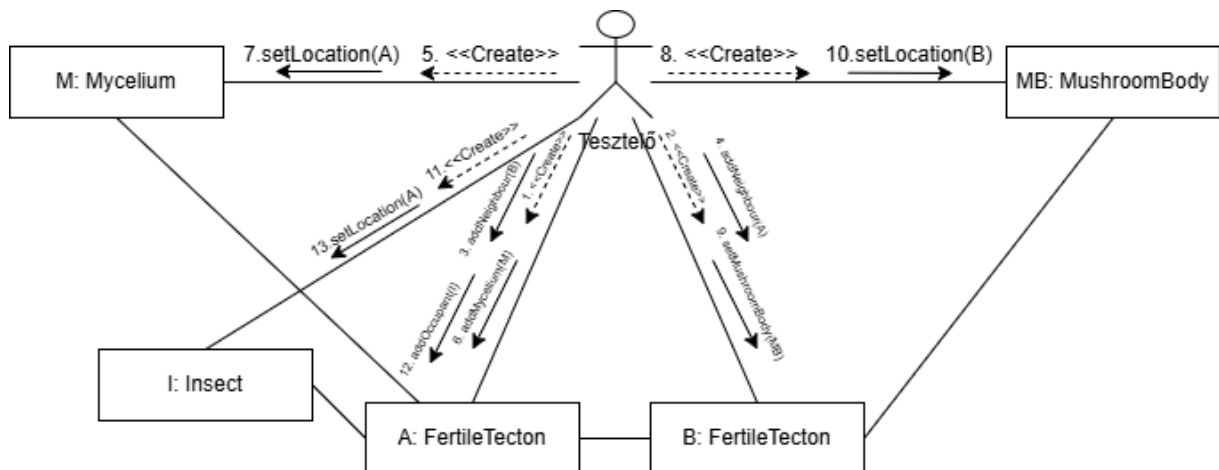 7.setLocation(A)
5. <<Create>>
8. <<Create>>
10.setLocation(B)
M: Mycelium
MB: MushroomBody
Tesztelő
11.<<Create>>
13.setLocation(A)
3. addNeighbour(B)
1. <<Create>>
2. <<Create>>
4. addNeighbour(A)
12. addOccupant(I)
6. addMycelium(M)
9. setMushroomBody(MB)
I: Insect
A: FertileTecton
B: FertileTecton